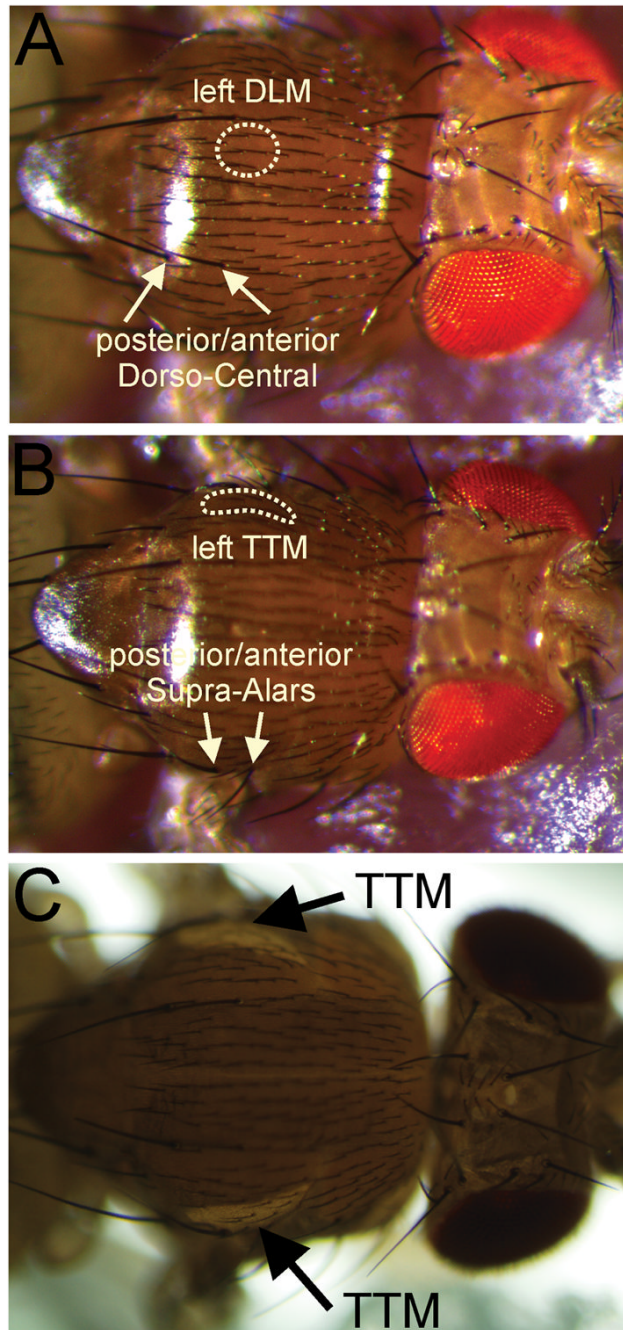 A
left DLM
posterior/anterior
Dorso-Central
B
left TTM
posterior/anterior
Supra-Alars
C
TTM
TTM